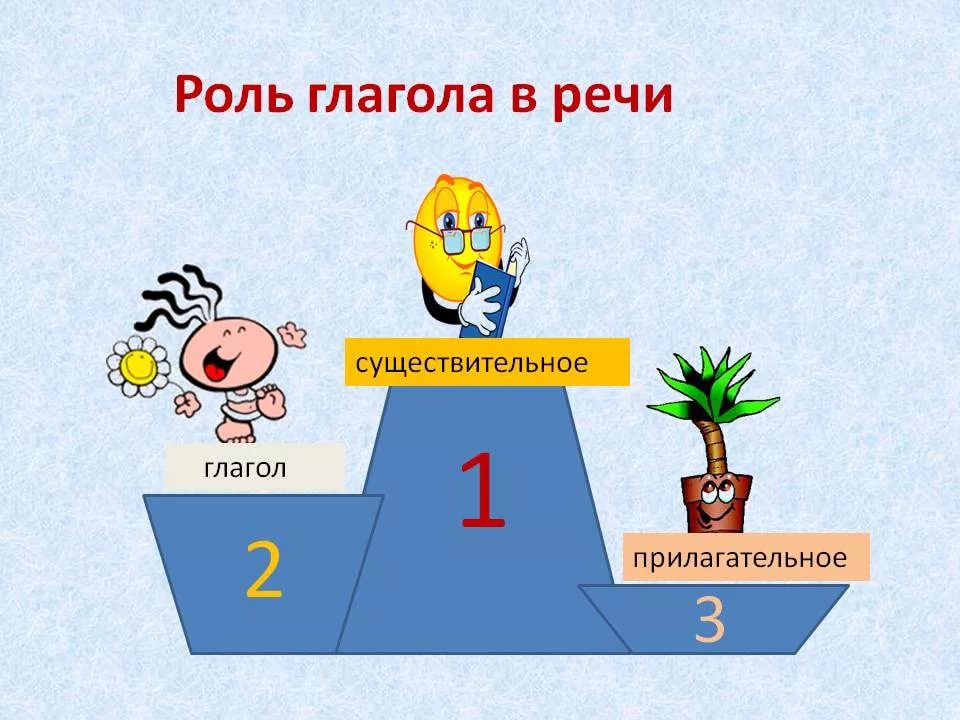 Роль глагола в речи
существительное
глагол
1
2
прилагательное
3